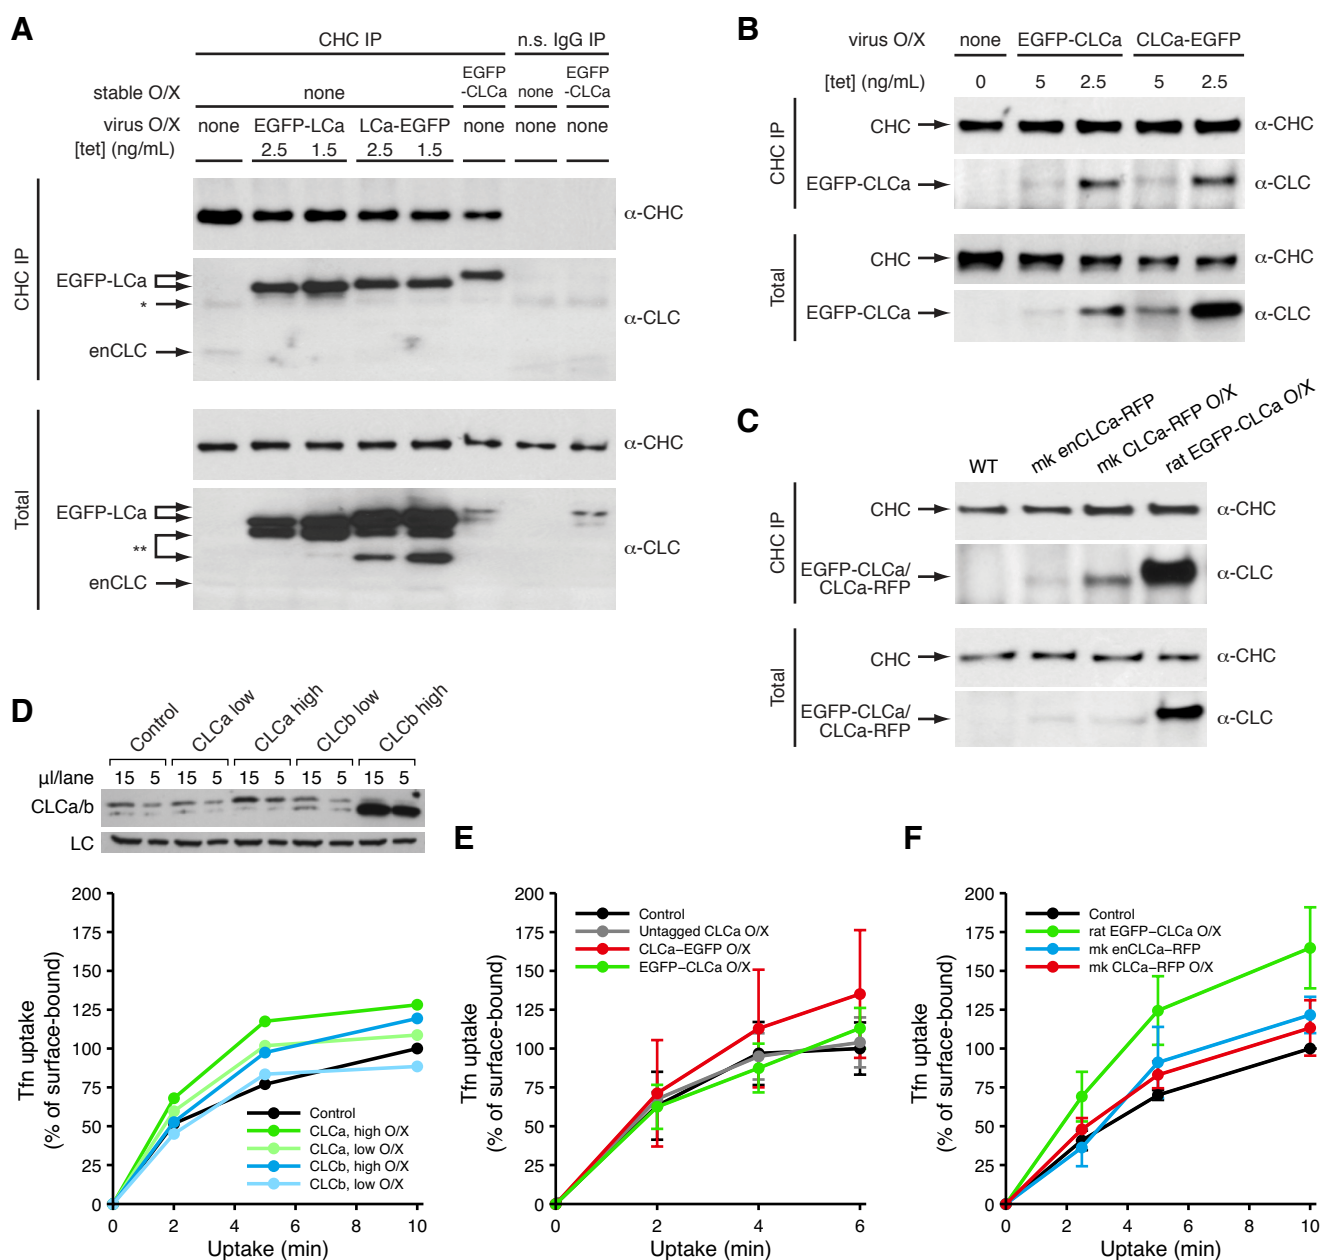 A
CHC IP
n.s. IgG IP
stable O/X
none
EGFP
-CLCa
none
EGFP
-CLCa
virus O/X
none
EGFP-LCa
LCa-EGFP
none
none
none
[tet] (ng/mL)
2.5
1.5
2.5
1.5
CHC IP
α-CHC
EGFP-LCa
*
enCLC
α-CLC
Total
α-CHC
EGFP-LCa
**
enCLC
α-CLC
B
virus O/X
none
EGFP-CLCa
CLCa-EGFP
[tet] (ng/mL)
0
5
2.5
5
2.5
CHC IP
CHC
α-CHC
EGFP-CLCa
α-CLC
Total
CHC
α-CHC
EGFP-CLCa
α-CLC
C
WT
mk enCLCa-RFP
mk CLCa-RFP O/X
rat EGFP-CLCa O/X
CHC IP
CHC
α-CHC
EGFP-CLCa/
CLCa-RFP
α-CLC
Total
CHC
α-CHC
EGFP-CLCa/
CLCa-RFP
α-CLC
D
Control
CLCa low
CLCa high
CLCb low
CLCb high
µl/lane
15
5
15
5
15
5
15
5
15
5
CLCa/b
LC
Tfn uptake
(% of surface-bound)
200
175
150
125
100
75
50
25
0
Control
CLCa, high O/X
CLCa, low O/X
CLCb, high O/X
CLCb, low O/X
0
2
4
6
8
10
Uptake (min)
E
Tfn uptake
(% of surface-bound)
200
175
150
125
100
75
50
25
0
Control
Untagged CLCa O/X
CLCa−EGFP O/X
EGFP−CLCa O/X
0
2
4
6
Uptake (min)
F
Tfn uptake
(% of surface-bound)
200
175
150
125
100
75
50
25
0
Control
rat EGFP−CLCa O/X
mk enCLCa−RFP
mk CLCa−RFP O/X
0
2
4
6
8
10
Uptake (min)